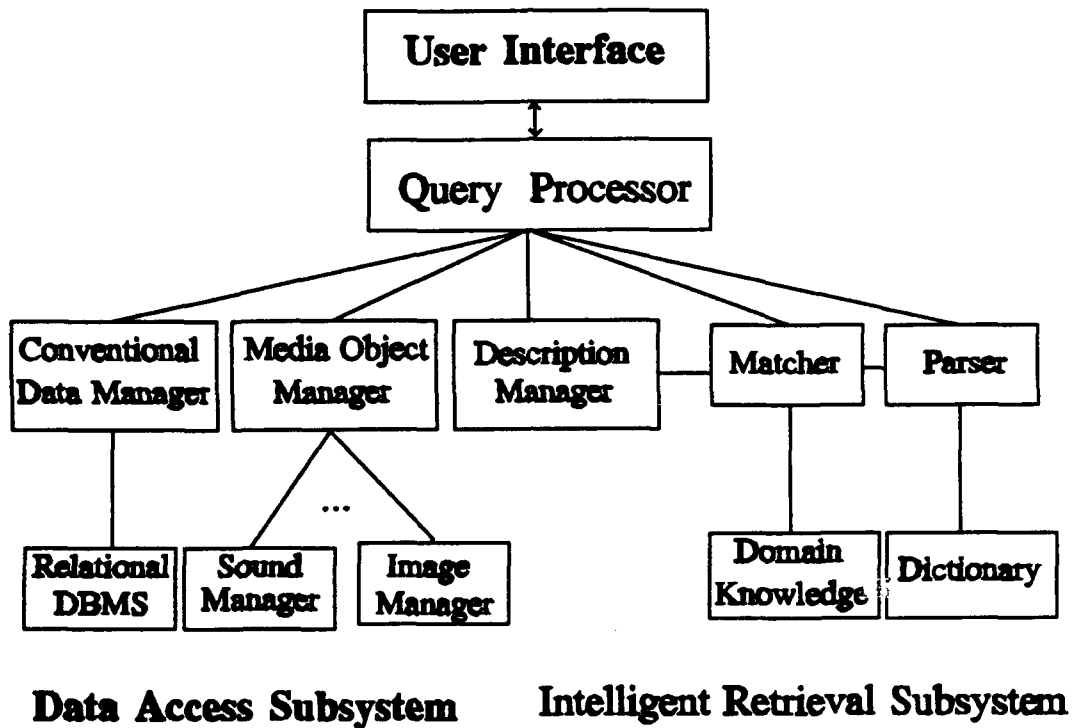 User Interface
Query Processor
Conventional
Data Manager
Media Object
Manager
Description
Manager
Matcher
Parser
...
Relational
DBMS
Sound
Manager
Image
Manager
Domain
Knowledge
Dictionary
Data Access Subsystem
Intelligent Retrieval Subsystem